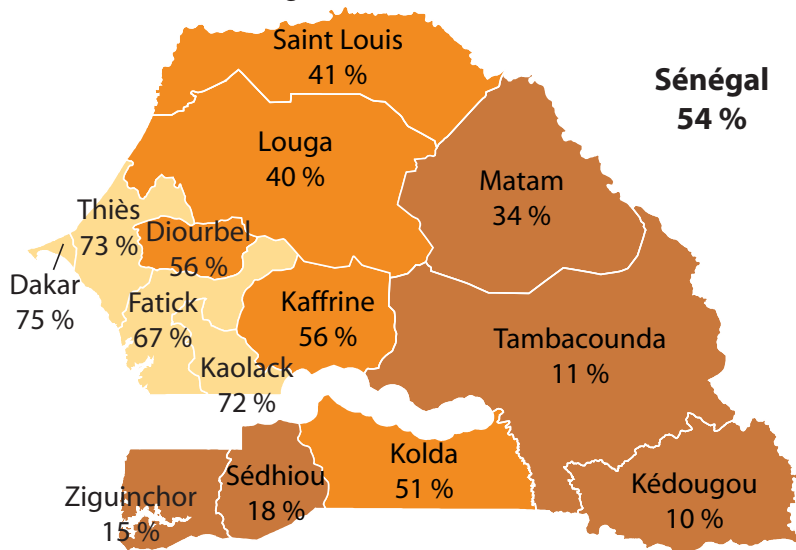 Saint Louis
41 %
Sénégal
54 %
Louga
40 %
Matam
34 %
Thiès
73 %
Diourbel
56 %
Dakar
75 %
Fatick
67 %
Kaffrine
56 %
Kaolack
72 %
Tambacounda
11 %
Ziguinchor
15 %
Sédhiou
18 %
Kolda
51 %
Kédougou
10 %